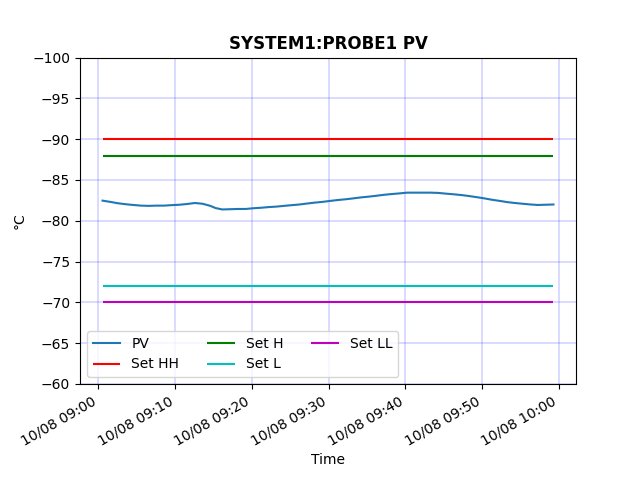 SYSTEM1:PROBE1 PV
−100
−95
−90
−85
−80
−75
−70
−65
−60
°C
PV
Set HH
Set H
Set L
Set LL
10/08 09:00
10/08 09:10
10/08 09:20
10/08 09:30
10/08 09:40
10/08 09:50
10/08 10:00
Time